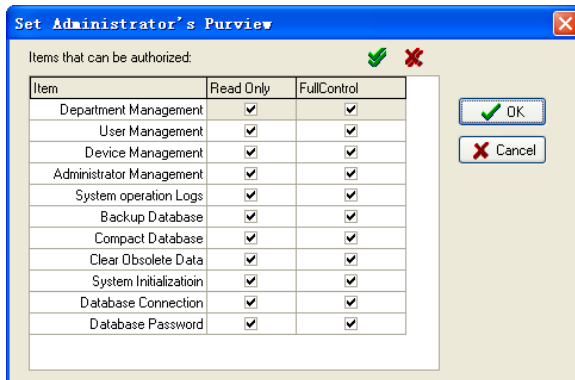 Set Administrator's Purview
Items that can be authorized:
Item Read Only FullControl
Department Management
User Management
Device Management
Administrator Management
System operation Logs
Backup Database
Compact Database
Clear Obsolete Data
System Initializatioin
Database Connection
Database Password
OK
Cancel